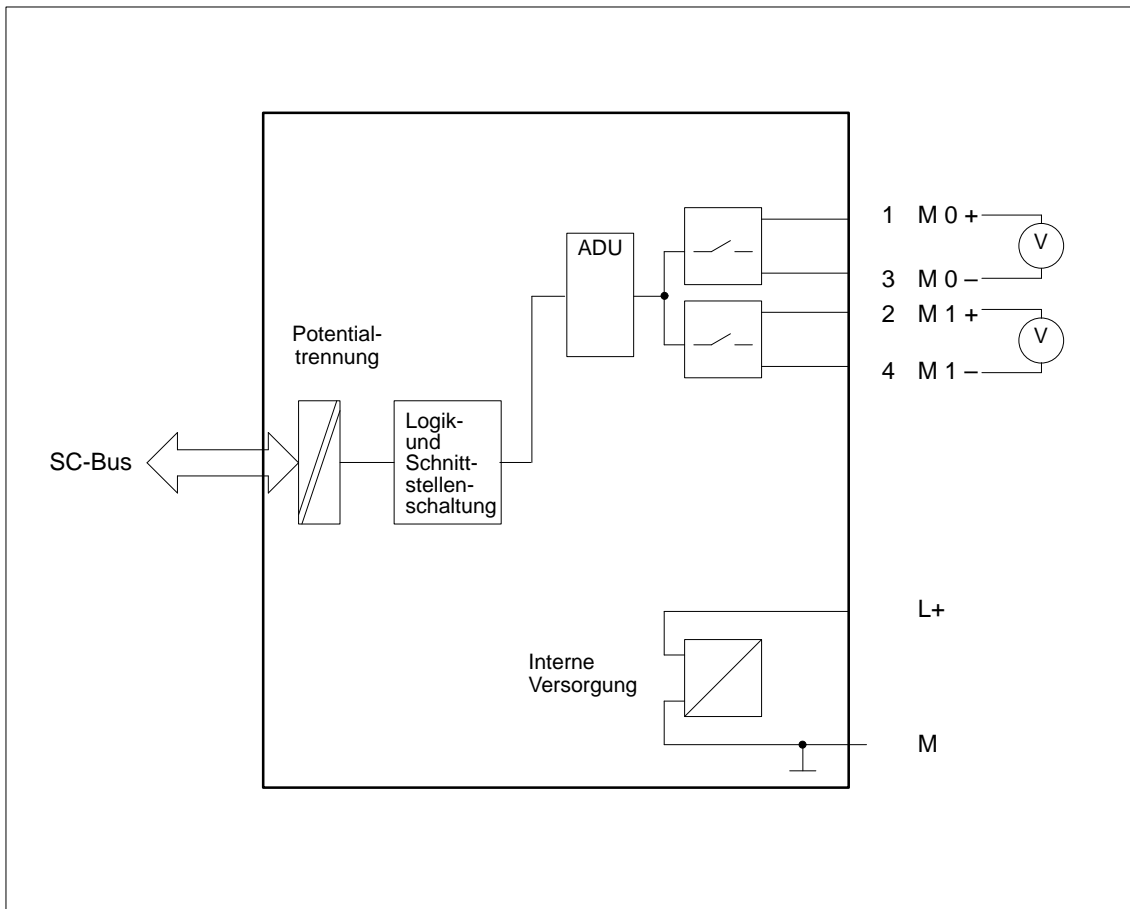 1 M 0 +
V
ADU
3 M 0 –
2 M 1 +
V
4 M 1 –
Potential-
trennung
Logik-
und
Schnitt-
stellen-
schaltung
SC-Bus
L+
Interne
Versorgung
M